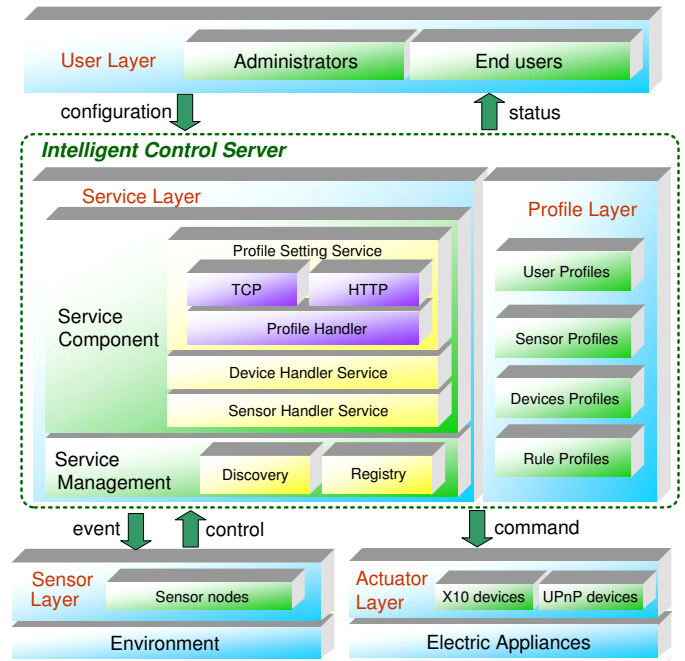 User Layer
Administrators
End users
configuration
status
Intelligent Control Server
Service Layer
Profile Layer
Profile Setting Service
TCP
HTTP
Profile Handler
Service
Component
Device Handler Service
Sensor Handler Service
User Profiles
Sensor Profiles
Devices Profiles
Rule Profiles
Service
Management
Discovery
Registry
event
control
command
Sensor
Layer
Sensor nodes
Environment
Actuator
Layer
X10 devices
UPnP devices
Electric Appliances